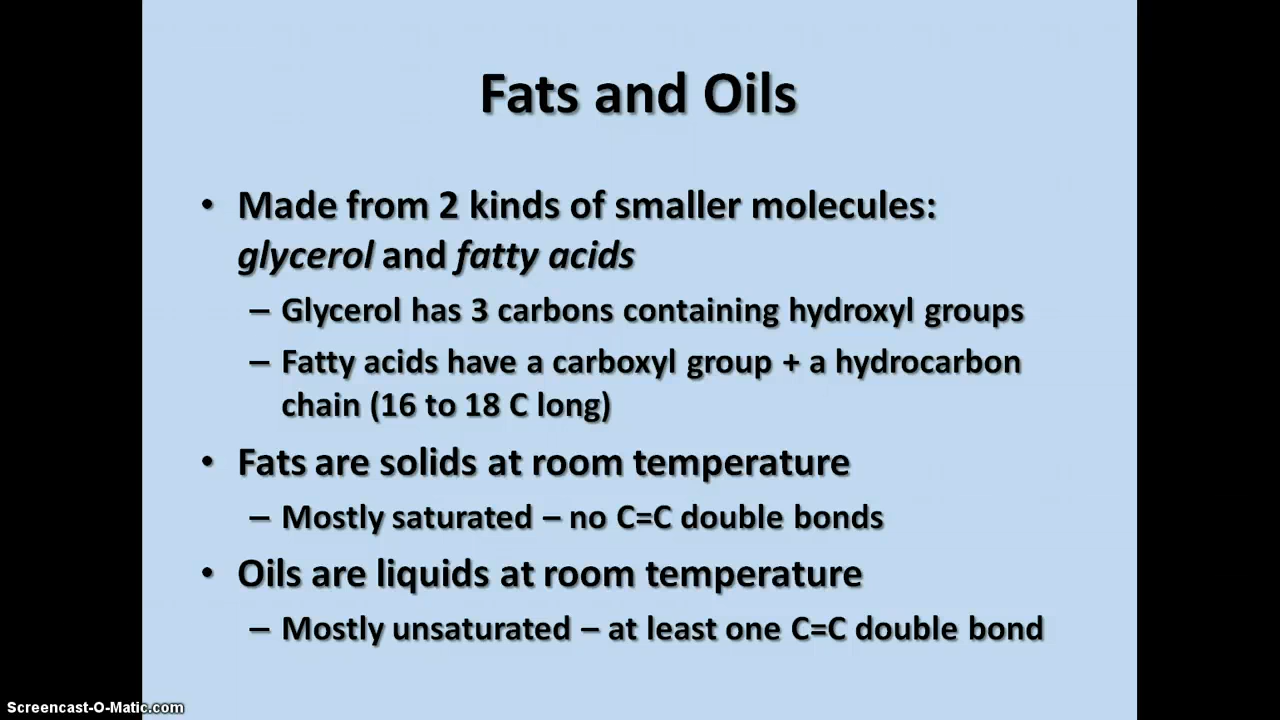 Fats and Oils
• Made from 2 kinds of smaller molecules:
glycerol and fatty acids
– Glycerol has 3 carbons containing hydroxyl groups
– Fatty acids have a carboxyl group + a hydrocarbon
chain (16 to 18 C long)
• Fats are solids at room temperature
– Mostly saturated – no C=C double bonds
• Oils are liquids at room temperature
– Mostly unsaturated – at least one C=C double bond
Screencast-O-Matic.com